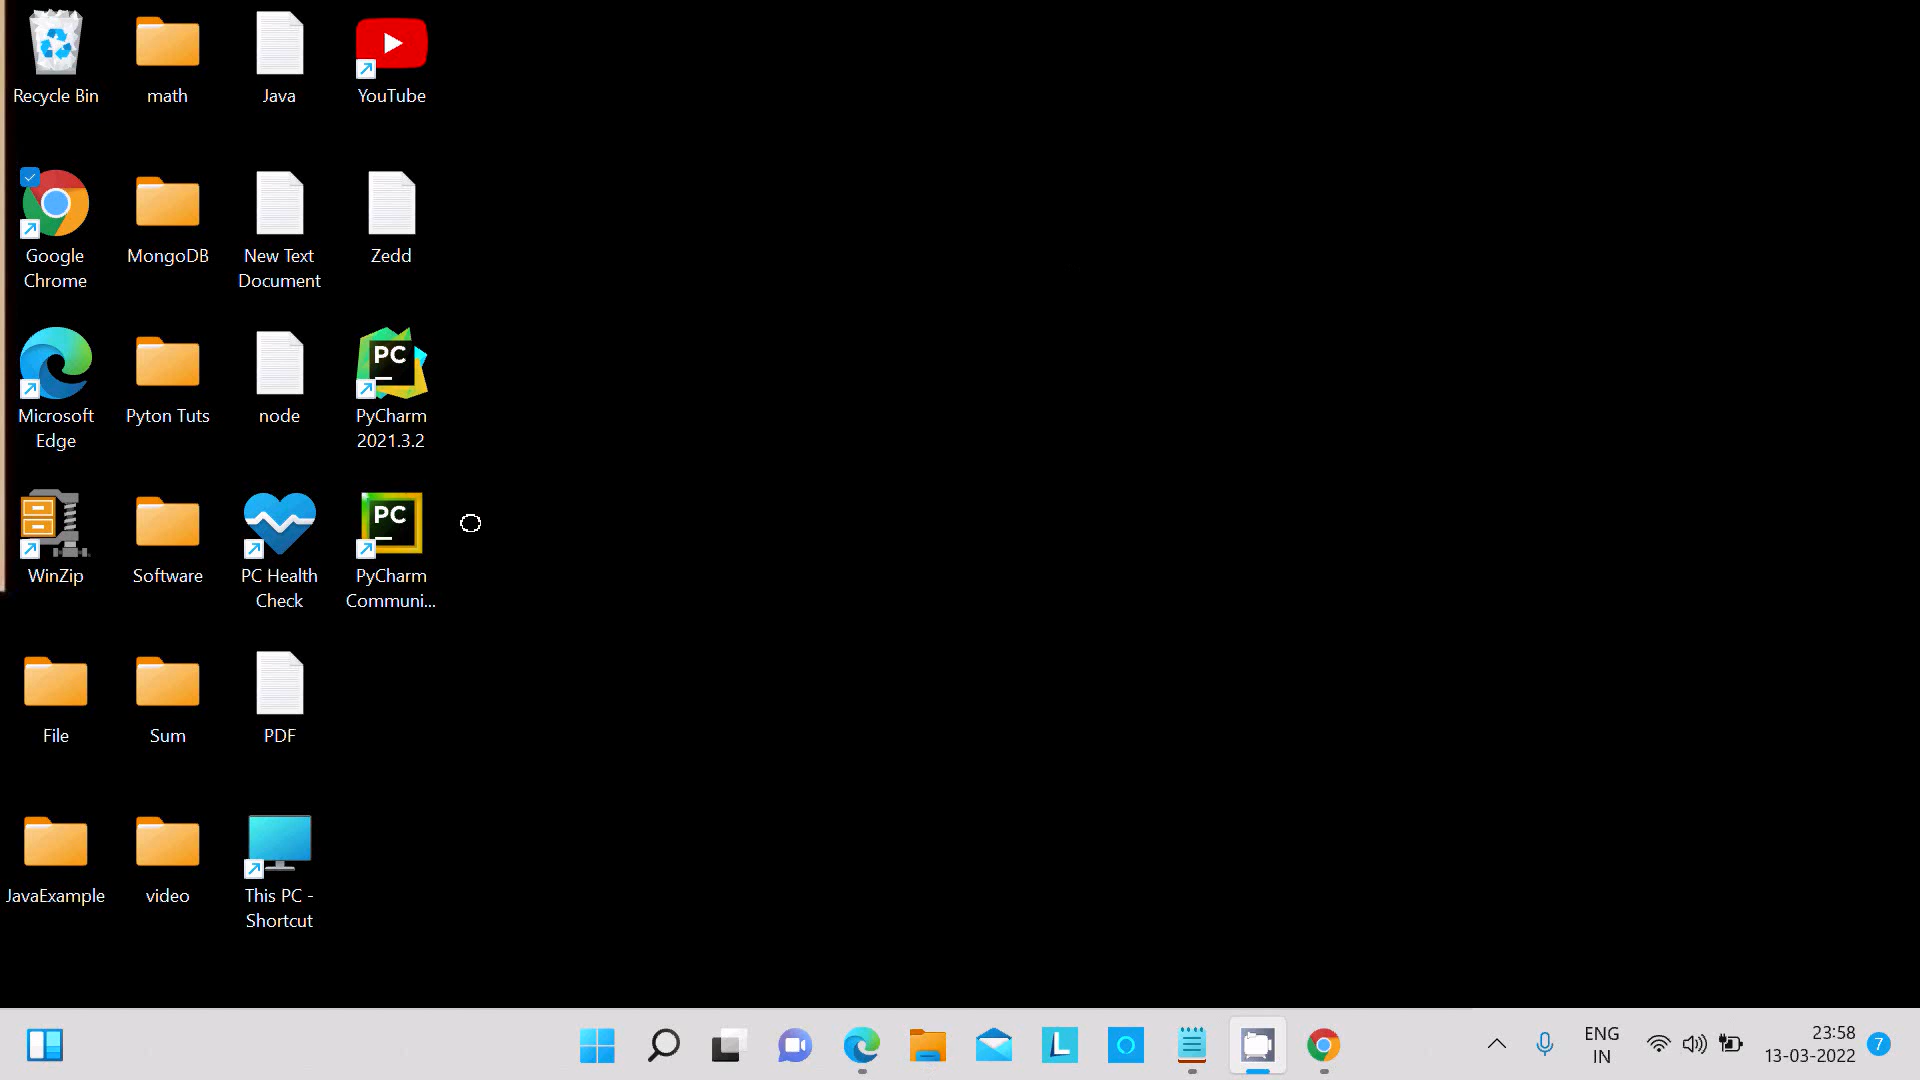 Recycle Bin
math
Java
YouTube
Google
Chrome
MongoDB
New Text
Document
Zedd
Microsoft
Edge
Pyton Tuts
node
PC
PyCharm
2021.3.2
WinZip
Software
PC Health
Check
PC
PyCharm
Communi...
File
Sum
PDF
JavaExample
video
This PC -
Shortcut
L
ENG
IN
23:58
13-03-2022
7